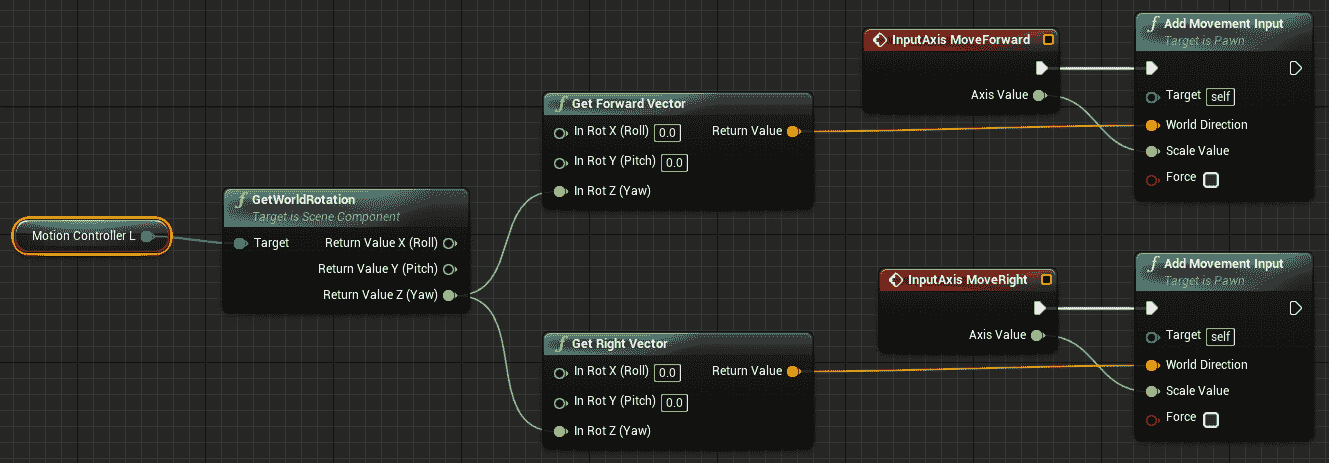 Motion Controller L
f GetWorldRotation
Target is Scene Component
Target Return Value X (Roll)
Return Value Y (Pitch)
Return Value Z (Yaw)
f Get Forward Vector
In Rot X (Roll) 0.0 Return Value
In Rot Y (Pitch) 0.0
In Rot Z (Yaw)
f Get Right Vector
In Rot X (Roll) 0.0 Return Value
In Rot Y (Pitch) 0.0
In Rot Z (Yaw)
InputAxis MoveForward
Axis Value
f Add Movement Input
Target is Pawn
Target self
World Direction
Scale Value
Force
InputAxis MoveRight
Axis Value
f Add Movement Input
Target is Pawn
Target self
World Direction
Scale Value
Force